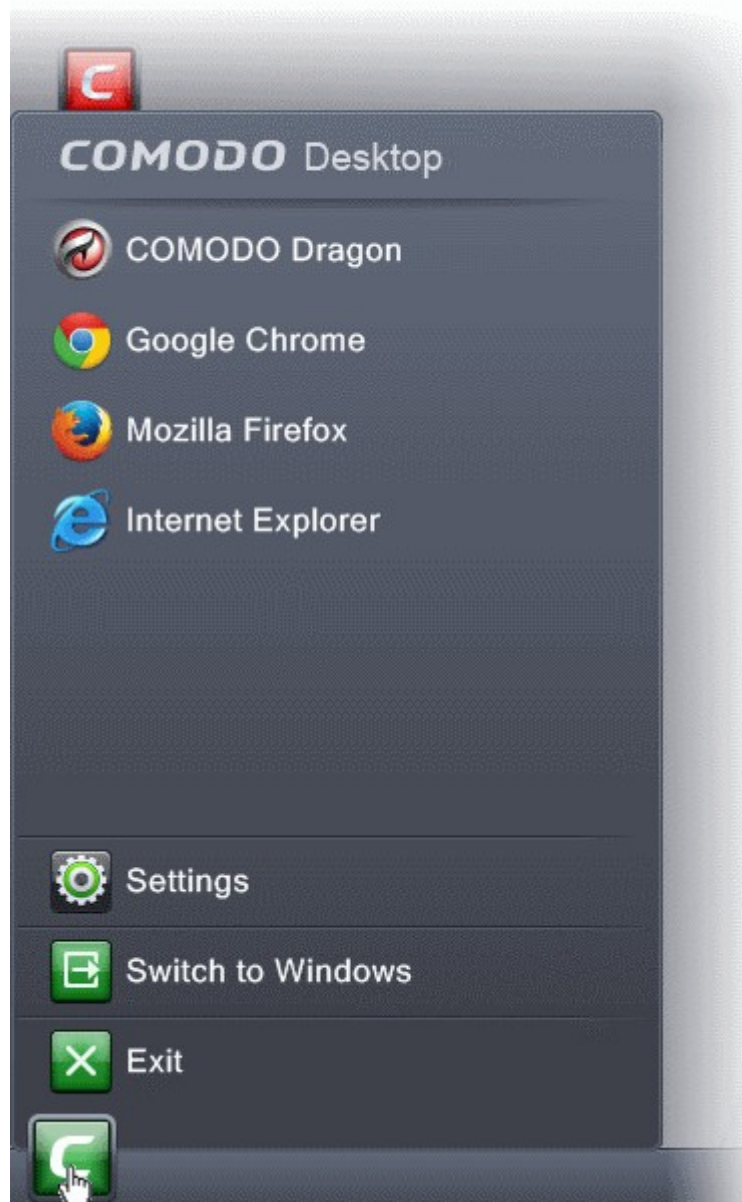 C
COMODO Desktop
COMODO Dragon
Google Chrome
Mozilla Firefox
Internet Explorer
Settings
Switch to Windows
Exit
C